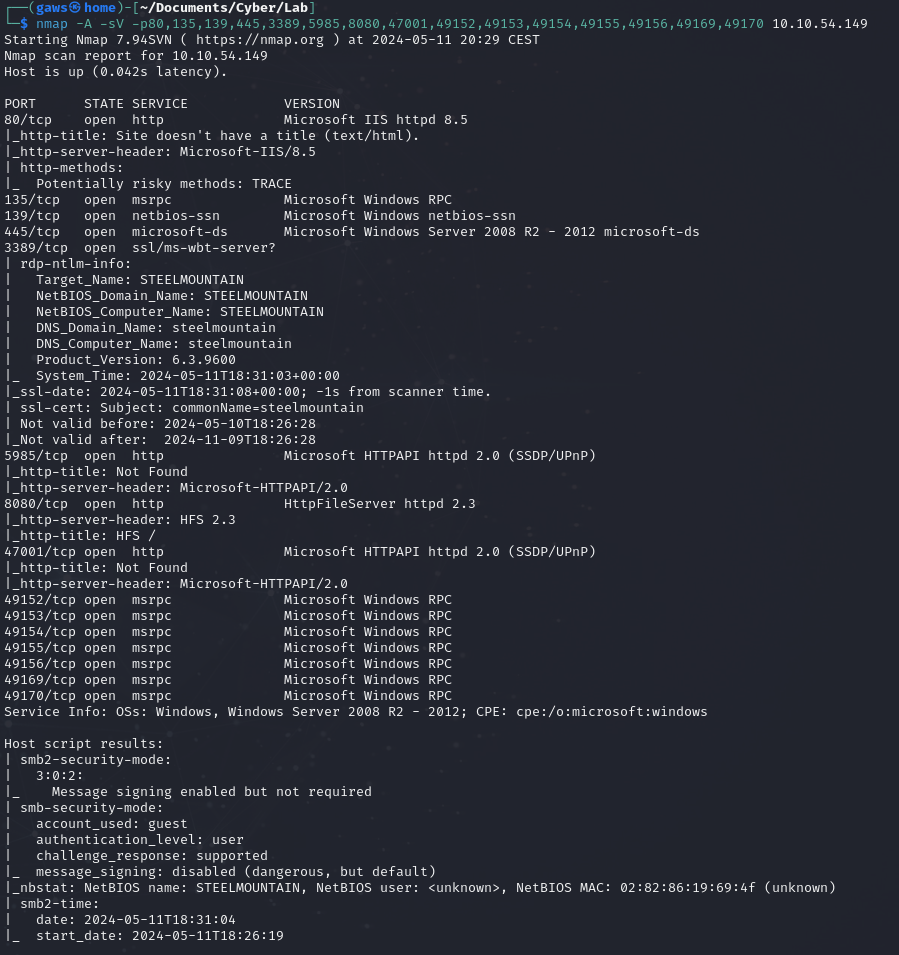 ┌──(gaws㉿home)-[~/Documents/Cyber/Lab]
└─$ nmap -A -sV -p80,135,139,445,3389,5985,8080,47001,49152,49153,49154,49155,49156,49169,49170 10.10.54.149
Starting Nmap 7.94SVN ( https://nmap.org ) at 2024-05-11 20:29 CEST
Nmap scan report for 10.10.54.149
Host is up (0.042s latency).

PORT      STATE SERVICE            VERSION
80/tcp    open  http               Microsoft IIS httpd 8.5
|_http-title: Site doesn't have a title (text/html).
|_http-server-header: Microsoft-IIS/8.5
| http-methods:
|_  Potentially risky methods: TRACE
135/tcp   open  msrpc              Microsoft Windows RPC
139/tcp   open  netbios-ssn        Microsoft Windows netbios-ssn
445/tcp   open  microsoft-ds       Microsoft Windows Server 2008 R2 - 2012 microsoft-ds
3389/tcp  open  ssl/ms-wbt-server?
| rdp-ntlm-info:
|   Target_Name: STEELMOUNTAIN
|   NetBIOS_Domain_Name: STEELMOUNTAIN
|   NetBIOS_Computer_Name: STEELMOUNTAIN
|   DNS_Domain_Name: steelmountain
|   DNS_Computer_Name: steelmountain
|   Product_Version: 6.3.9600
|_  System_Time: 2024-05-11T18:31:03+00:00
|_ssl-date: 2024-05-11T18:31:08+00:00; -1s from scanner time.
| ssl-cert: Subject: commonName=steelmountain
| Not valid before: 2024-05-10T18:26:28
|_Not valid after:  2024-11-09T18:26:28
5985/tcp  open  http               Microsoft HTTPAPI httpd 2.0 (SSDP/UPnP)
|_http-title: Not Found
|_http-server-header: Microsoft-HTTPAPI/2.0
8080/tcp  open  http               HttpFileServer httpd 2.3
|_http-server-header: HFS 2.3
|_http-title: HFS /
47001/tcp open  http               Microsoft HTTPAPI httpd 2.0 (SSDP/UPnP)
|_http-title: Not Found
|_http-server-header: Microsoft-HTTPAPI/2.0
49152/tcp open  msrpc              Microsoft Windows RPC
49153/tcp open  msrpc              Microsoft Windows RPC
49154/tcp open  msrpc              Microsoft Windows RPC
49155/tcp open  msrpc              Microsoft Windows RPC
49156/tcp open  msrpc              Microsoft Windows RPC
49169/tcp open  msrpc              Microsoft Windows RPC
49170/tcp open  msrpc              Microsoft Windows RPC
Service Info: OSs: Windows, Windows Server 2008 R2 - 2012; CPE: cpe:/o:microsoft:windows

Host script results:
| smb2-security-mode:
|   3:0:2:
|_    Message signing enabled but not required
| smb-security-mode:
|   account_used: guest
|   authentication_level: user
|   challenge_response: supported
|_  message_signing: disabled (dangerous, but default)
|_nbstat: NetBIOS name: STEELMOUNTAIN, NetBIOS user: <unknown>, NetBIOS MAC: 02:82:86:19:69:4f (unknown)
| smb2-time:
|   date: 2024-05-11T18:31:04
|_  start_date: 2024-05-11T18:26:19